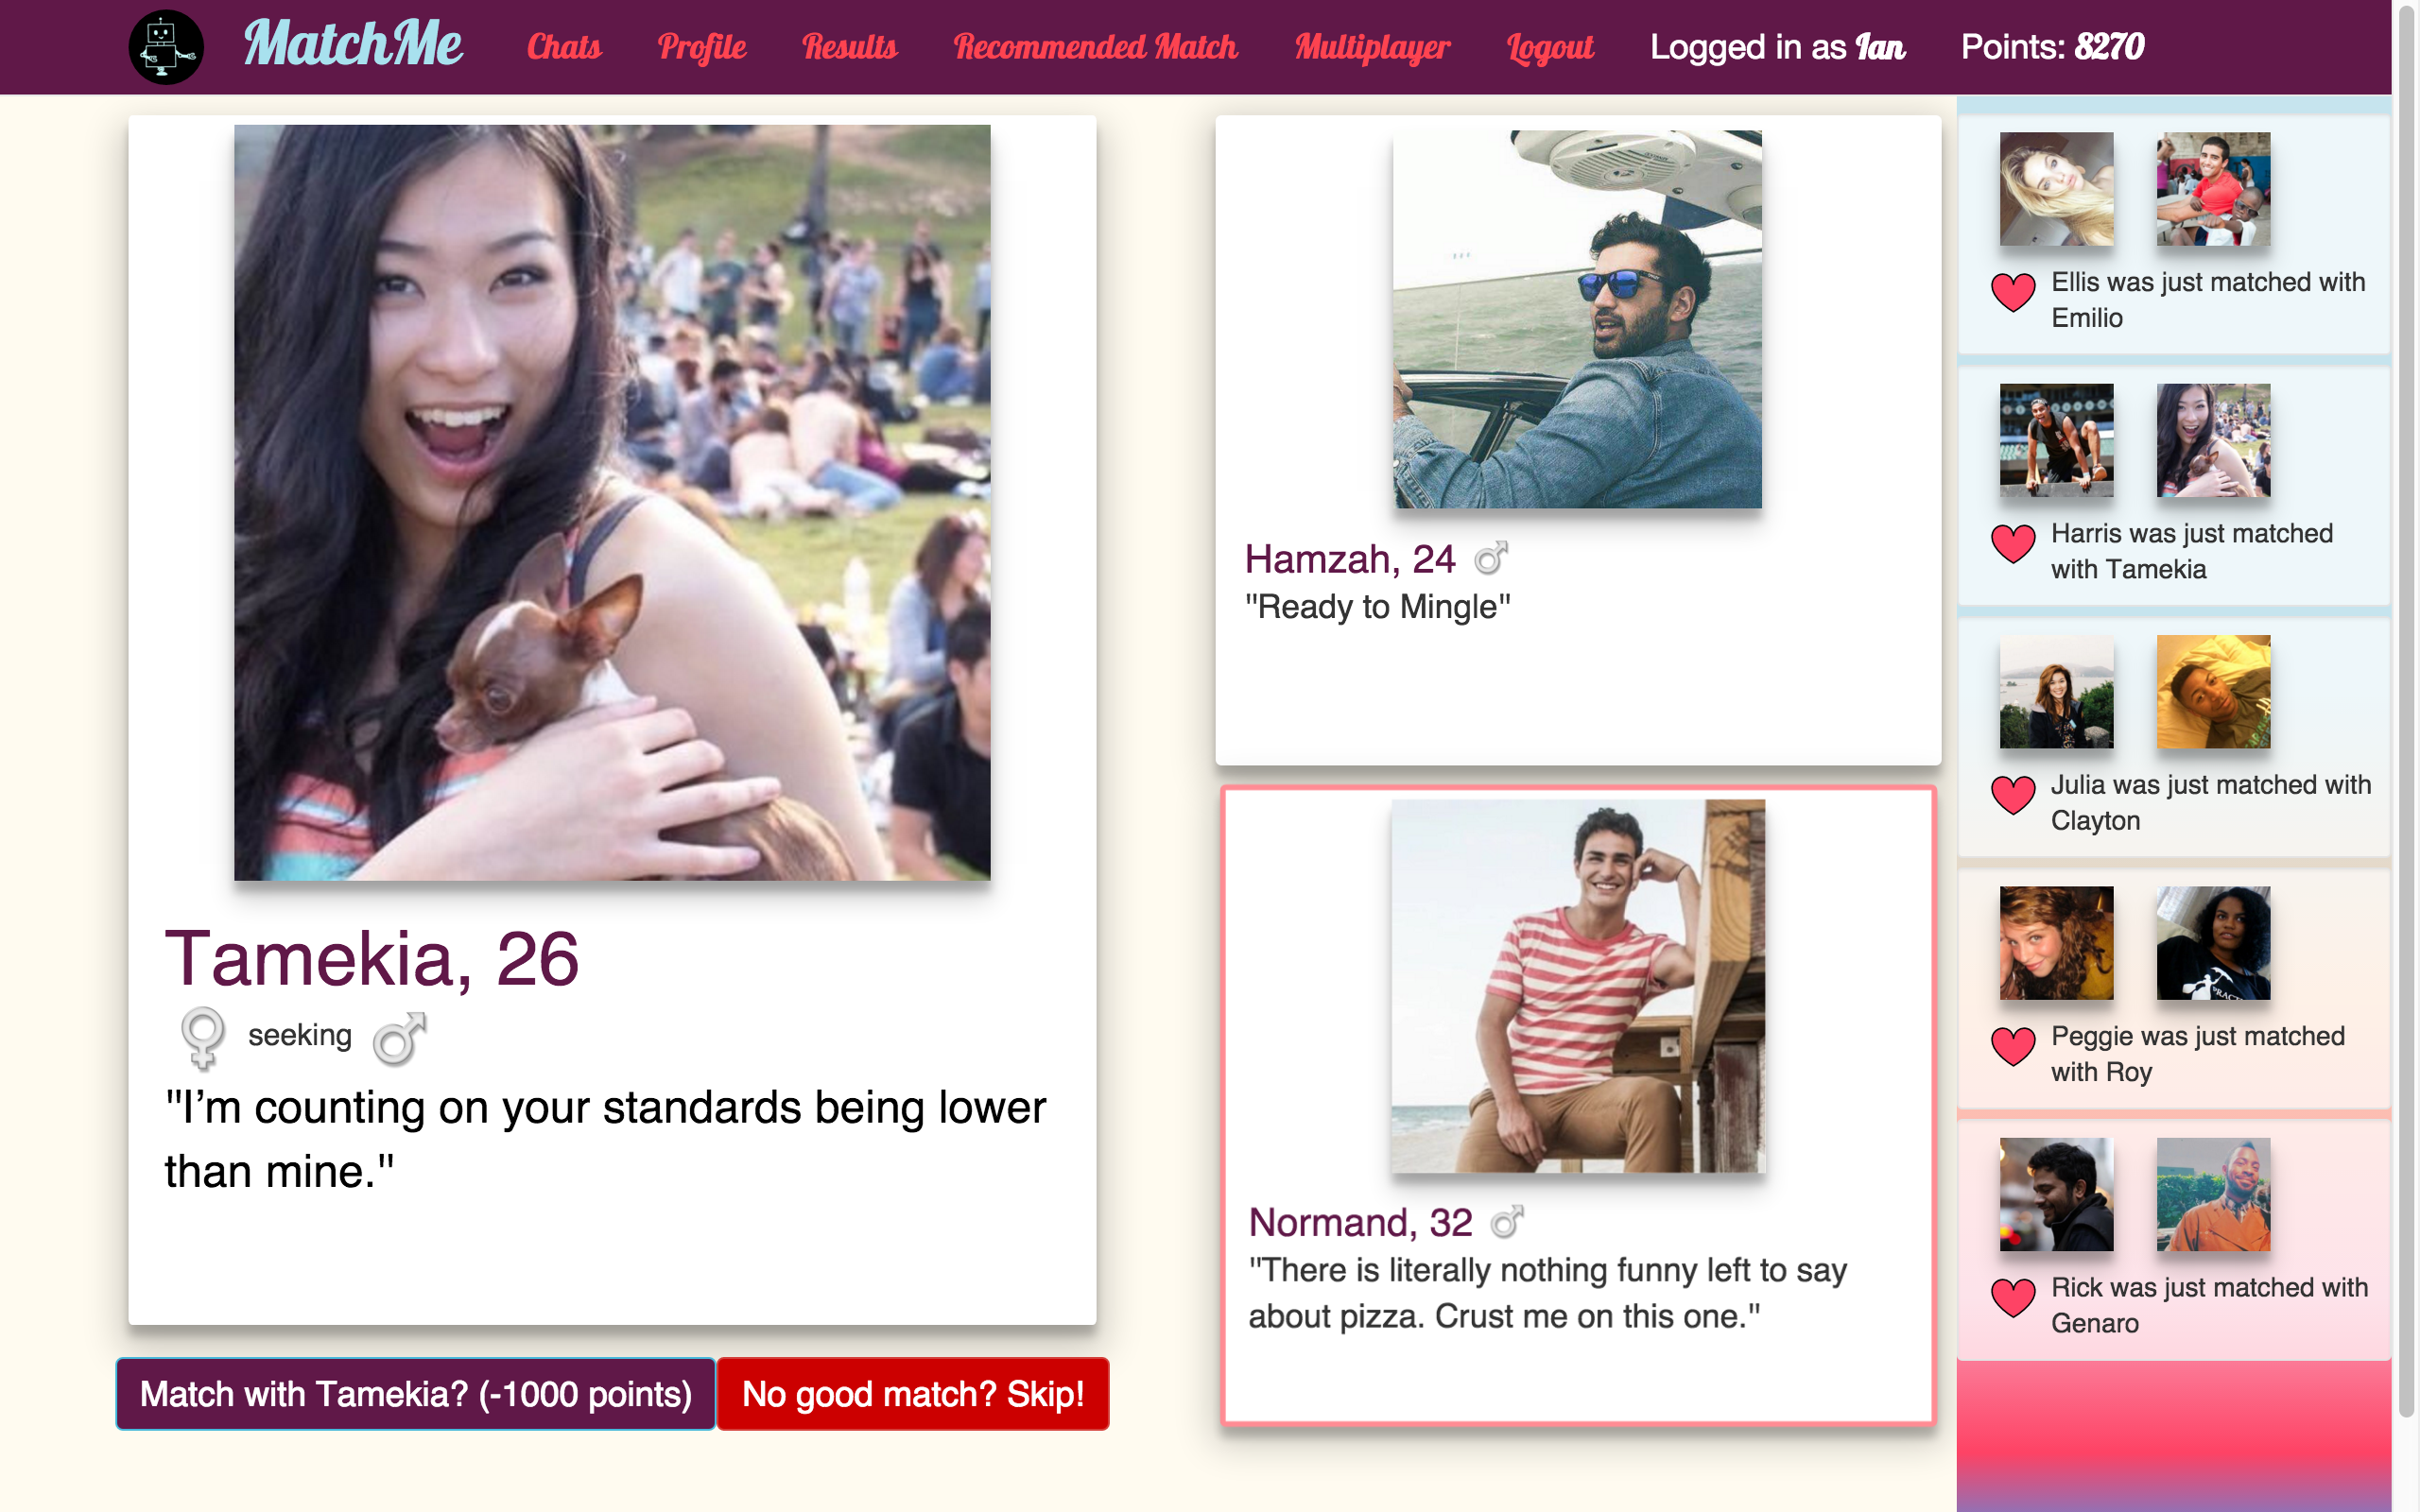 MatchMe
Chats
Profile
Results
Recommended Match
Multiplayer
Logout
Logged in as Ian
Points: 8270
Tamekia, 26
seeking
"I’m counting on your standards being lower
than mine."
Match with Tamekia? (-1000 points)
No good match? Skip!
Hamzah, 24
"Ready to Mingle"
Normand, 32
"There is literally nothing funny left to say
about pizza. Crust me on this one."
Ellis was just matched with
Emilio
Harris was just matched
with Tamekia
Julia was just matched with
Clayton
Peggie was just matched
with Roy
Rick was just matched with
Genaro